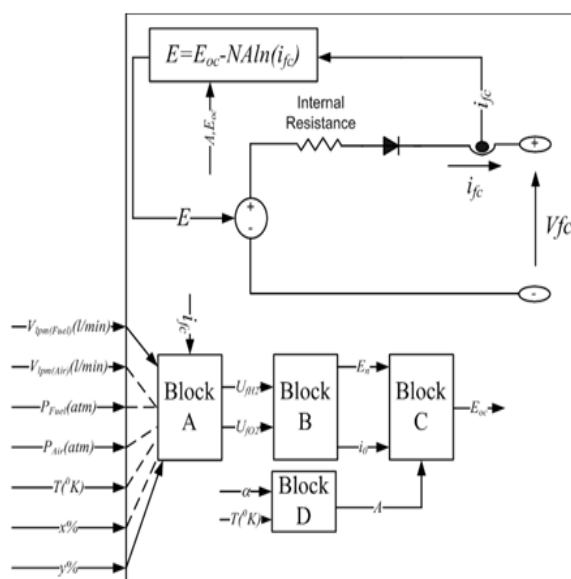 E=E_oc-NAln(i_fc)
i_fc
A,E_oc
Internal
Resistance
i_fc
E
+
-
+
-
Vfc
V_lpm(Fuel)(l/min)
V_lpm(Air)(l/min)
P_Fuel(atm)
P_Air(atm)
T(⁰K)
x%
y%
i_fc
Block
A
U_fH2
U_fO2
Block
B
E_n
i_0
Block
C
E_oc
α
T(⁰K)
Block
D
A